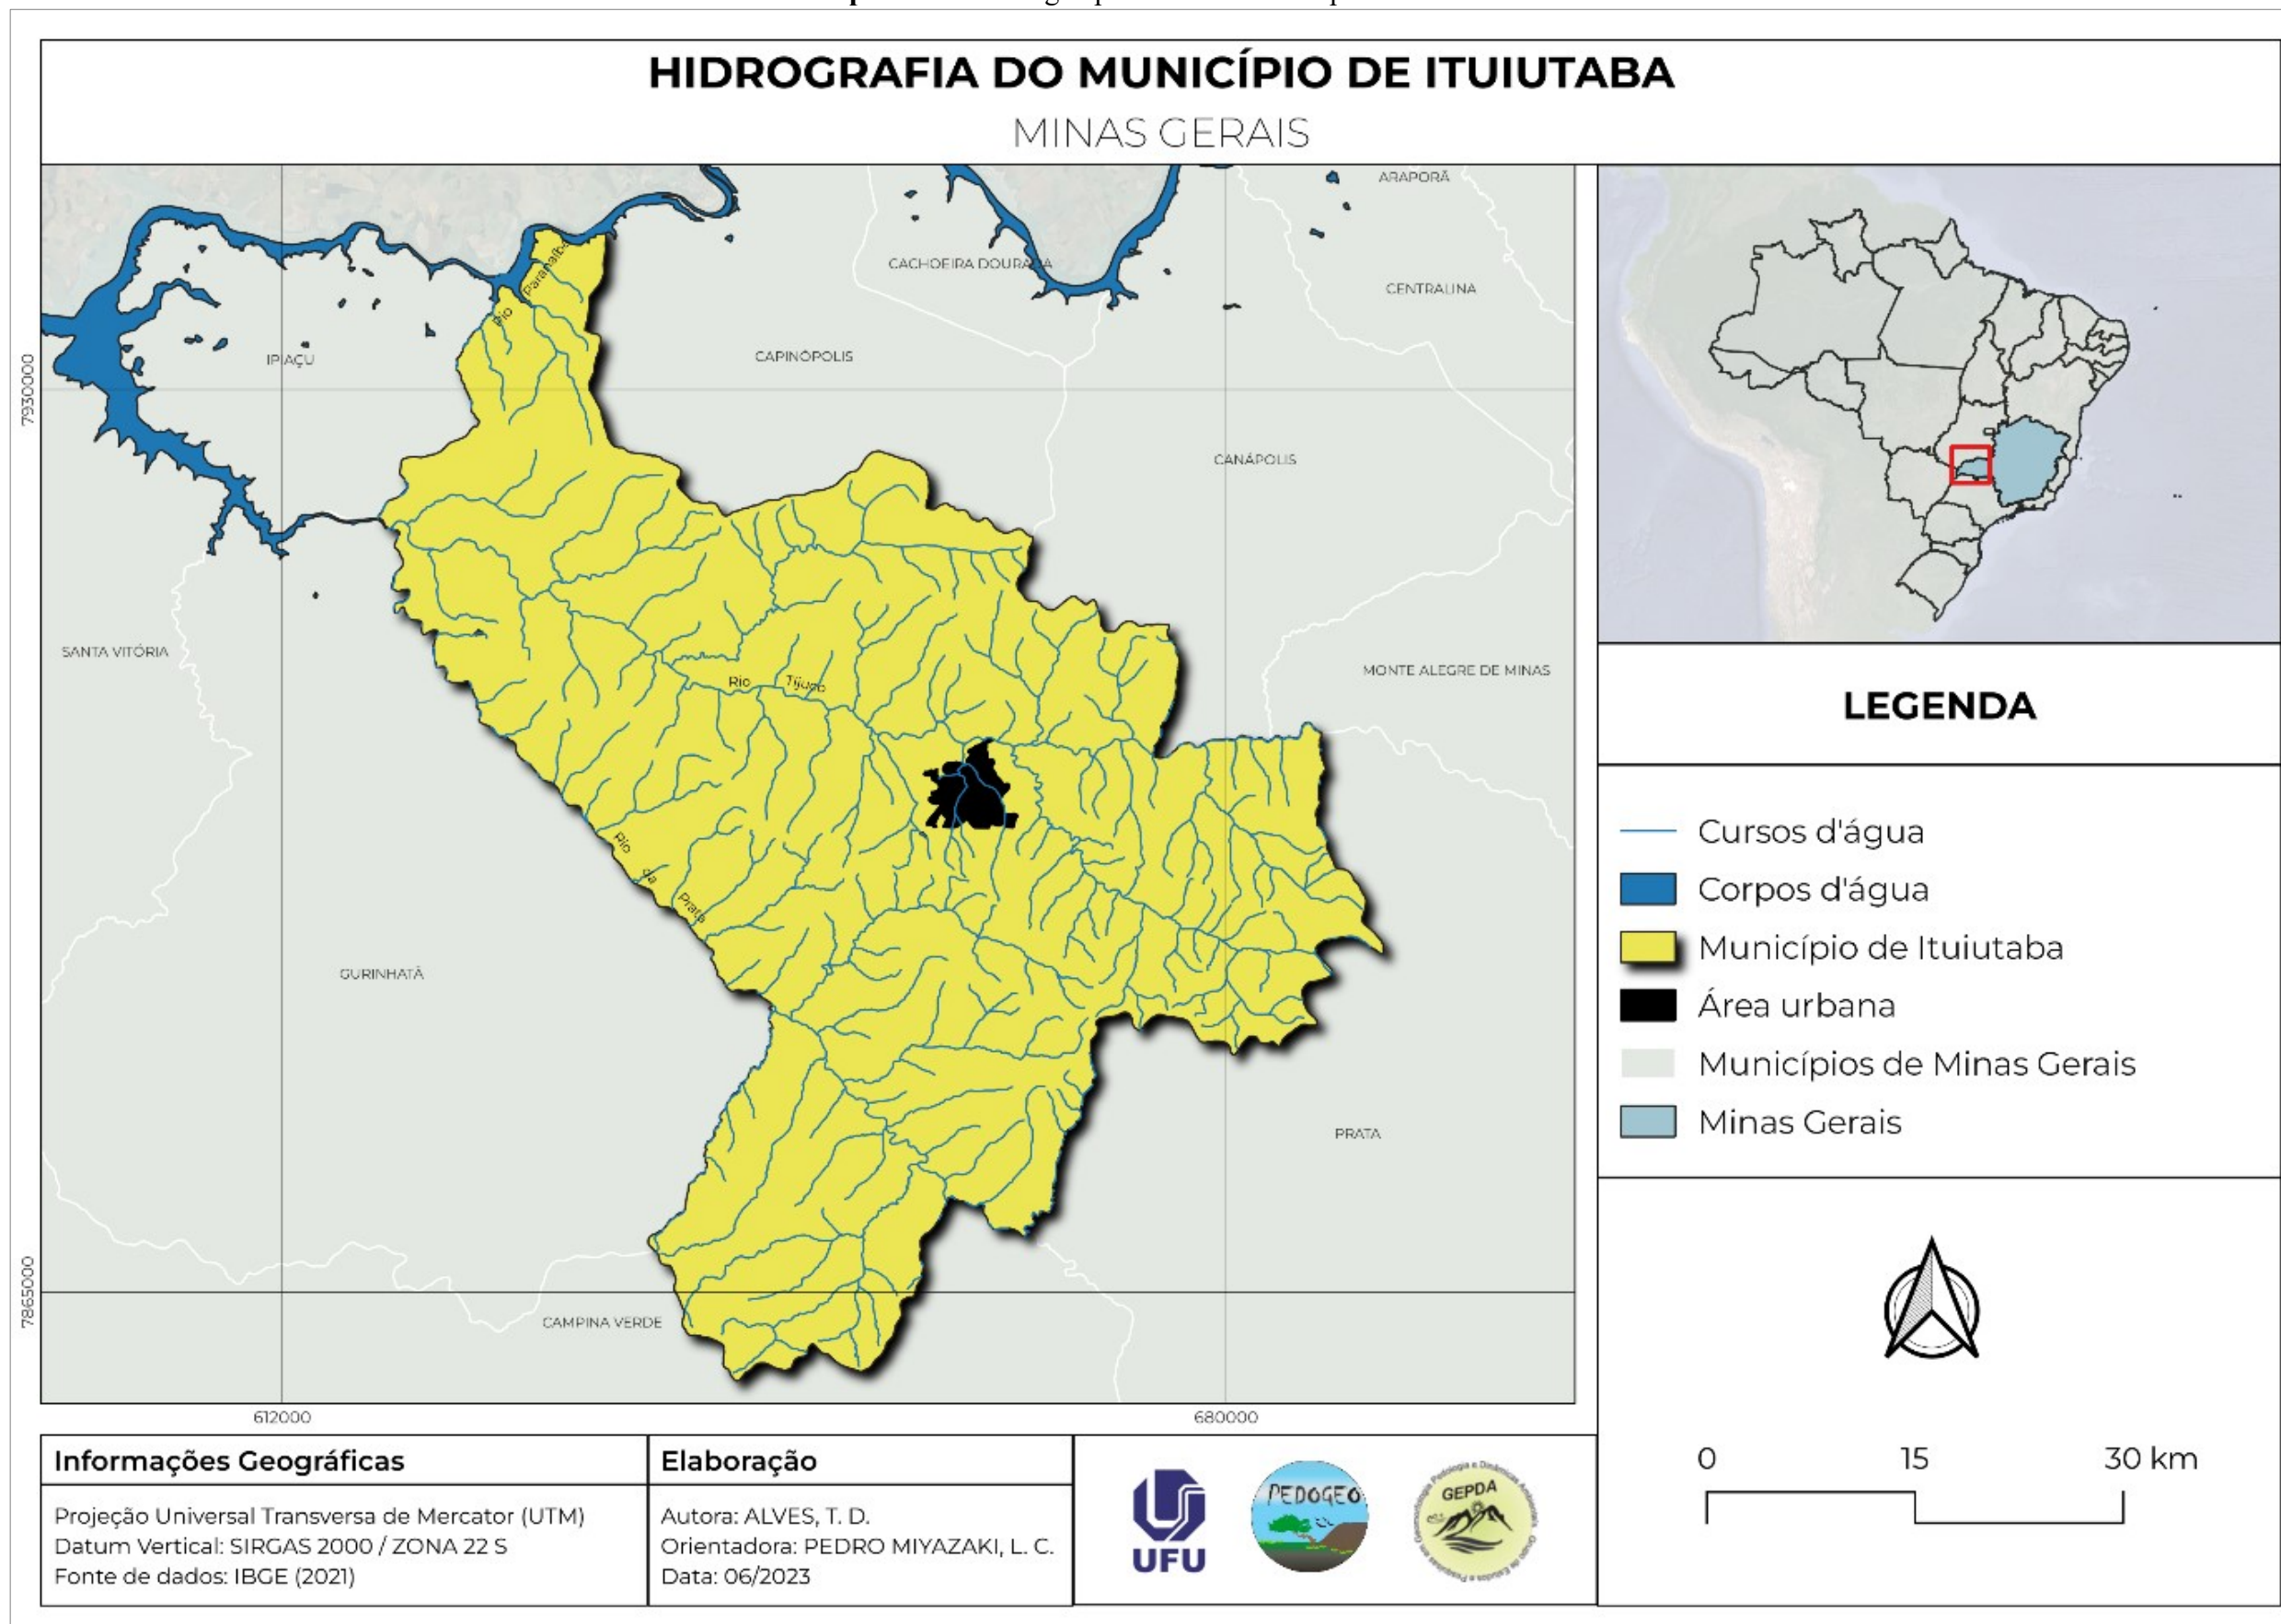 HIDROGRAFIA DO MUNICÍPIO DE ITUIUTABA
MINAS GERAIS
ARAPORÃ
CACHOEIRA DOURADA
CENTRALINA
Rio Paranaíba
IPIAÇU
CAPINÓPOLIS
7930000
CANÁPOLIS
SANTA VITÓRIA
Rio Tijuco
MONTE ALEGRE DE MINAS
Rio da Prata
GURINHATÃ
PRATA
7865000
CAMPINA VERDE
612000
680000
LEGENDA
Cursos d'água
Corpos d'água
Município de Ituiutaba
Área urbana
Municípios de Minas Gerais
Minas Gerais
0 15 30 km
Informações Geográficas
Projeção Universal Transversa de Mercator (UTM)
Datum Vertical: SIRGAS 2000 / ZONA 22 S
Fonte de dados: IBGE (2021)
Elaboração
Autora: ALVES, T. D.
Orientadora: PEDRO MIYAZAKI, L. C.
Data: 06/2023
UFU
PEDOGEO
GEPDA